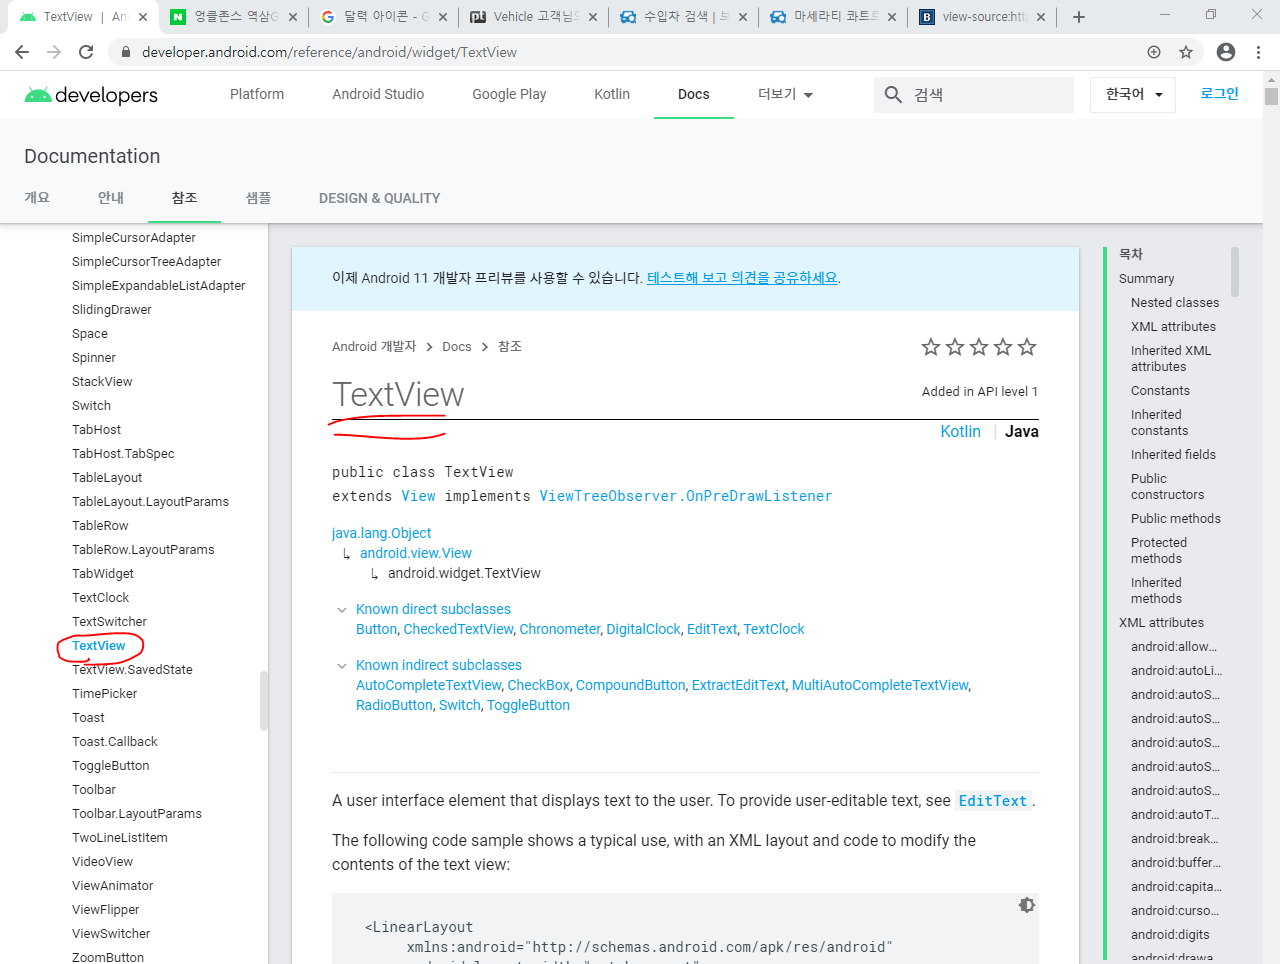 TextView | An
엉클존스 역삼G
달력 아이콘 - G
Vehicle 고객님의
수입차 검색 | 보
마세라티 콰트로
view-source:htt
developer.android.com/reference/android/widget/TextView
developers
Platform
Android Studio
Google Play
Kotlin
Docs
더보기
검색
한국어
로그인
Documentation
개요
안내
참조
샘플
DESIGN & QUALITY
SimpleCursorAdapter
SimpleCursorTreeAdapter
SimpleExpandableListAdapter
SlidingDrawer
Space
Spinner
StackView
Switch
TabHost
TabHost.TabSpec
TableLayout
TableLayout.LayoutParams
TableRow
TableRow.LayoutParams
TabWidget
TextClock
TextSwitcher
TextView
TextView.SavedState
TimePicker
Toast
Toast.Callback
ToggleButton
Toolbar
Toolbar.LayoutParams
TwoLineListItem
VideoView
ViewAnimator
ViewFlipper
ViewSwitcher
ZoomButton
이제 Android 11 개발자 프리뷰를 사용할 수 있습니다. 테스트해 보고 의견을 공유하세요.
Android 개발자 > Docs > 참조
TextView
Added in API level 1
Kotlin | Java
public class TextView
extends View implements ViewTreeObserver.OnPreDrawListener
java.lang.Object
↳ android.view.View
↳ android.widget.TextView
Known direct subclasses
Button, CheckedTextView, Chronometer, DigitalClock, EditText, TextClock
Known indirect subclasses
AutoCompleteTextView, CheckBox, CompoundButton, ExtractEditText, MultiAutoCompleteTextView,
RadioButton, Switch, ToggleButton
A user interface element that displays text to the user. To provide user-editable text, see EditText.
The following code sample shows a typical use, with an XML layout and code to modify the
contents of the text view:
<LinearLayout
xmlns:android="http://schemas.android.com/apk/res/android"
목차
Summary
Nested classes
XML attributes
Inherited XML
attributes
Constants
Inherited
constants
Inherited fields
Public
constructors
Public methods
Protected
methods
Inherited
methods
XML attributes
android:allow…
android:autoLi…
android:autoS…
android:autoS…
android:autoS…
android:autoS…
android:autoS…
android:autoT…
android:break…
android:buffer…
android:capita…
android:curso…
android:digits
android:drawa